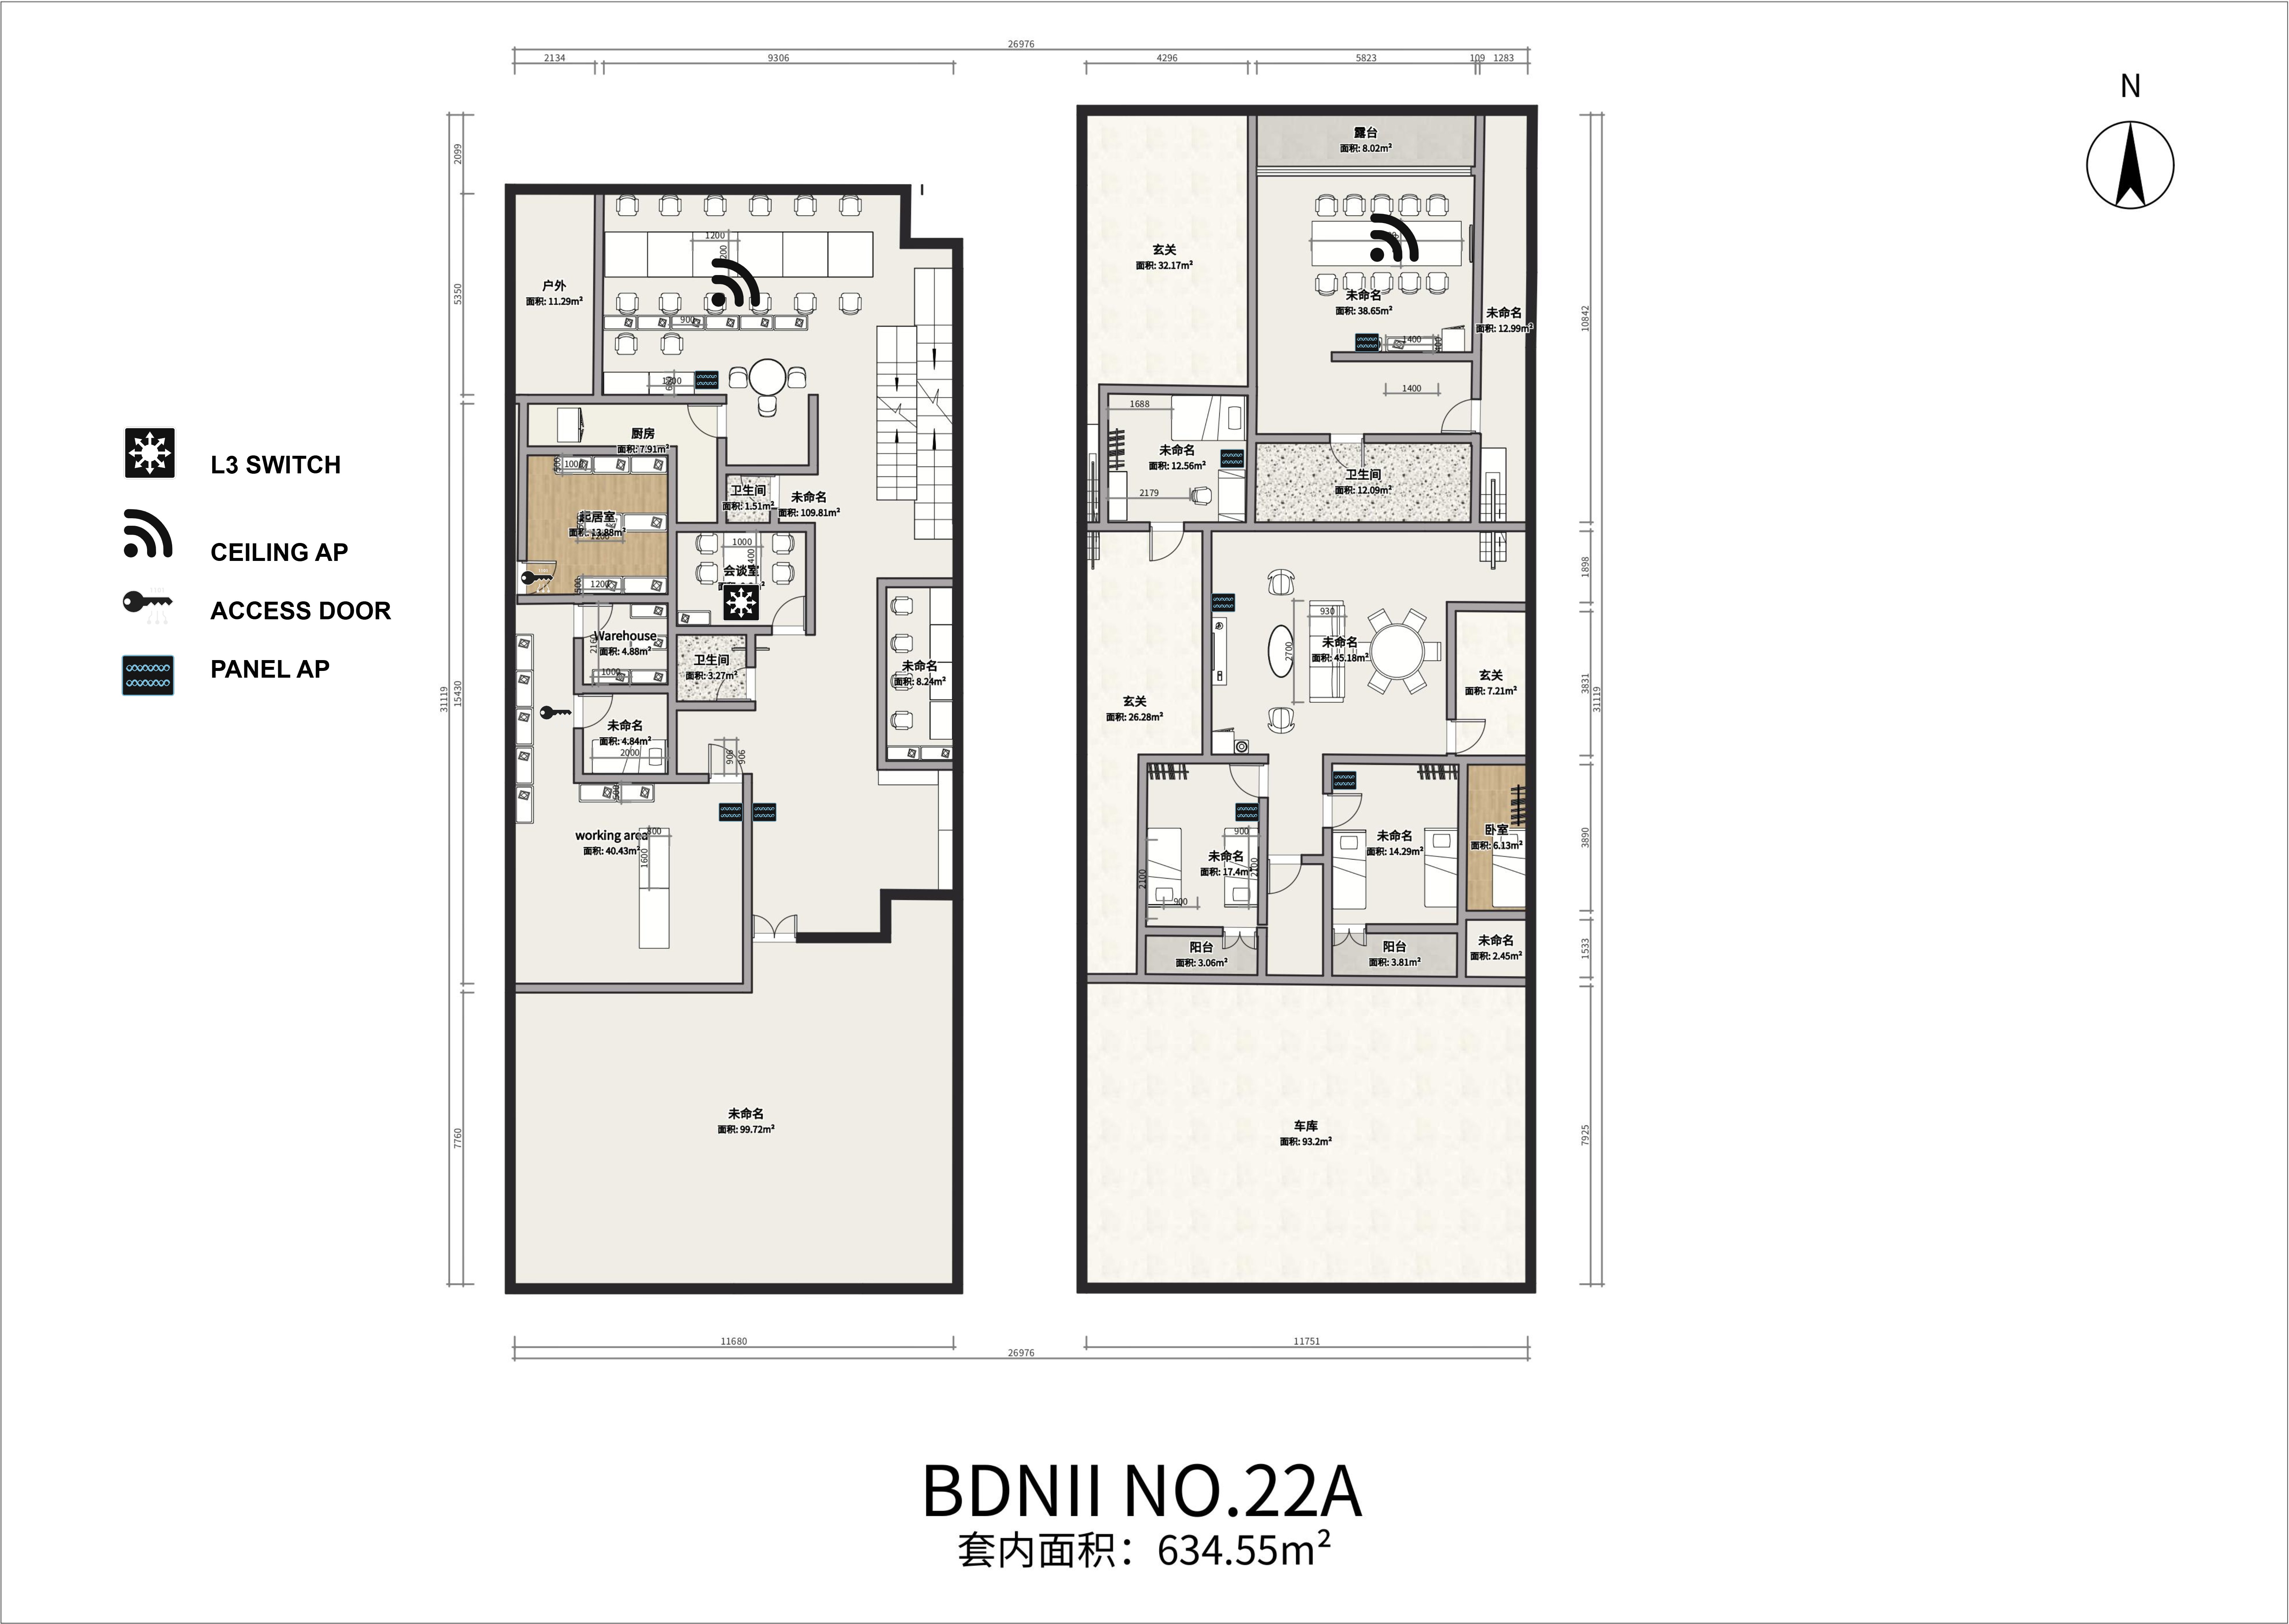 26976
2134
9306
4296
5823
109
1283
N
2099
5350
31119
15430
7760
L3 SWITCH
CEILING AP
ACCESS DOOR
PANEL AP
1200
户外
面积: 11.29m²
900
1200
厨房
面积: 7.91m²
1000
起居室
面积: 13.88m²
1200
1200
卫生间
面积: 1.51m²
未命名
面积: 109.81m²
1000
会谈室
Warehouse
面积: 4.88m²
1000
卫生间
面积: 3.27m²
未命名
面积: 8.24m²
未命名
面积: 4.84m²
2000
906
906
working area
面积: 40.43m²
1600
未命名
面积: 99.72m²
露台
面积: 8.02m²
玄关
面积: 32.17m²
未命名
面积: 38.65m²
未命名
面积: 12.99m²
1400
1400
1688
未命名
面积: 12.56m²
2179
卫生间
面积: 12.09m²
930
2700
未命名
面积: 45.18m²
玄关
面积: 7.21m²
玄关
面积: 26.28m²
900
未命名
面积: 17.4m²
2100
2100
900
未命名
面积: 14.29m²
卧室
面积: 6.13m²
阳台
面积: 3.06m²
阳台
面积: 3.81m²
未命名
面积: 2.45m²
车库
面积: 93.2m²
10842
1898
3831
31119
3890
1533
7925
11680
11751
26976
BDNII NO.22A
套内面积：634.55m²